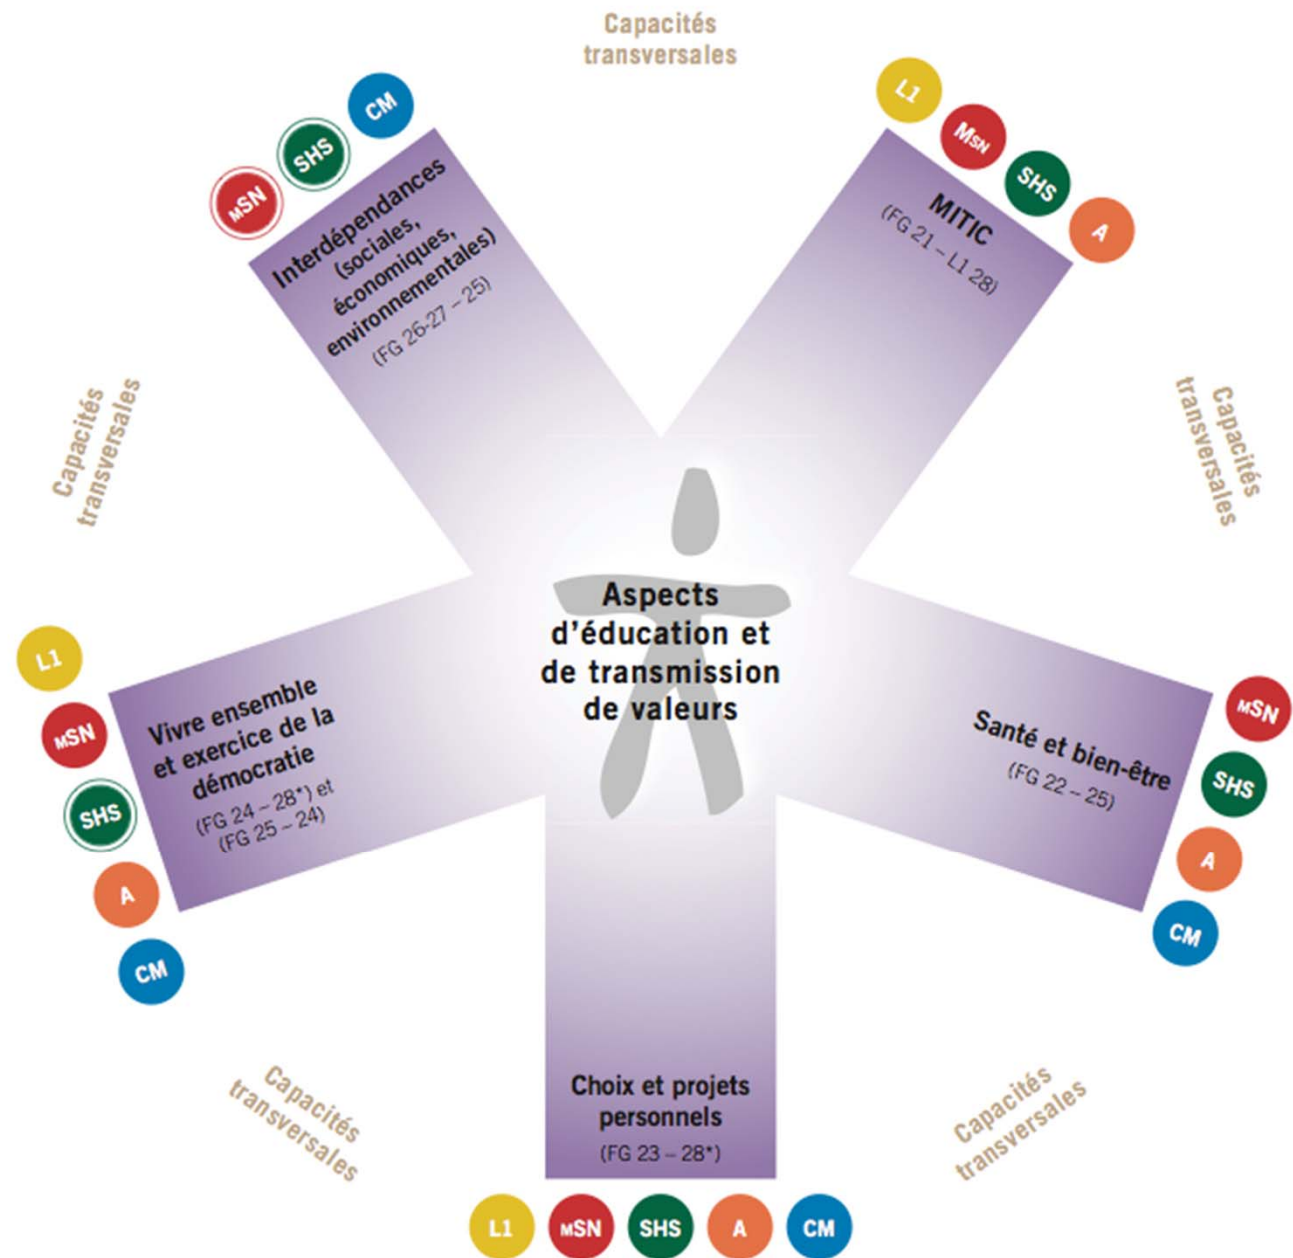 Capacités
transversales
CM
SHS
MSN
Interdépendances
(sociales,
économiques,
environnementales)
(FG 26-27 – 25)
L1
MSN
SHS
A
MITIC
(FG 21 – L1 28)
Capacités
transversales
Capacités
transversales
Aspects
d'éducation et
de transmission
de valeurs
L1
MSN
SHS
A
CM
Vivre ensemble
et exercice de la
démocratie
(FG 24 – 28*) et
(FG 25 – 24)
Santé et bien-être
(FG 22 – 25)
MSN
SHS
A
CM
Capacités
transversales
Choix et projets
personnels
(FG 23 – 28*)
Capacités
transversales
L1
MSN
SHS
A
CM